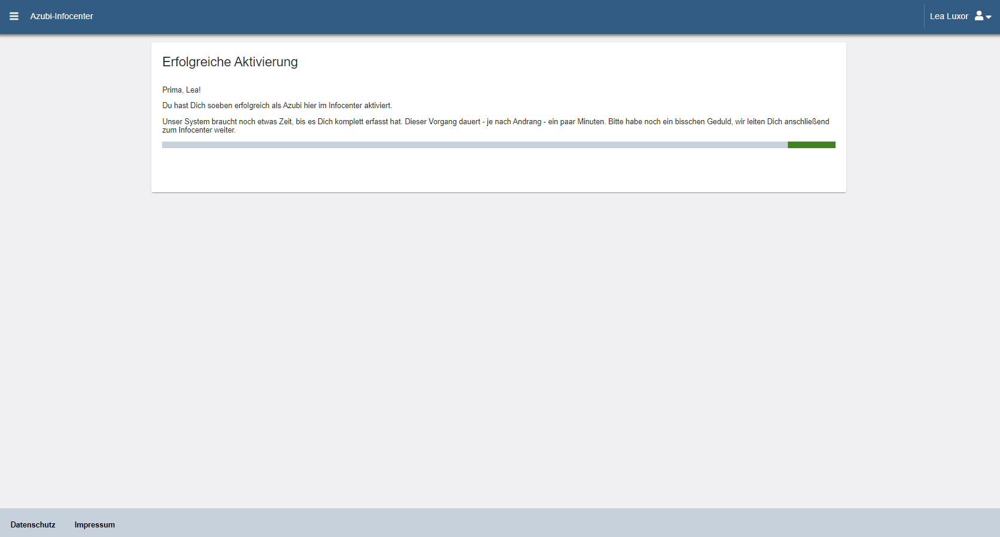 Azubi-Infocenter
Lea Luxor
Erfolgreiche Aktivierung
Prima, Lea!
Du hast Dich soeben erfolgreich als Azubi hier im Infocenter aktiviert.
Unser System braucht noch etwas Zeit, bis es Dich komplett erfasst hat. Dieser Vorgang dauert - je nach Andrang - ein paar Minuten. Bitte habe noch ein bisschen Geduld, wir leiten Dich anschließend
zum Infocenter weiter.
Datenschutz
Impressum